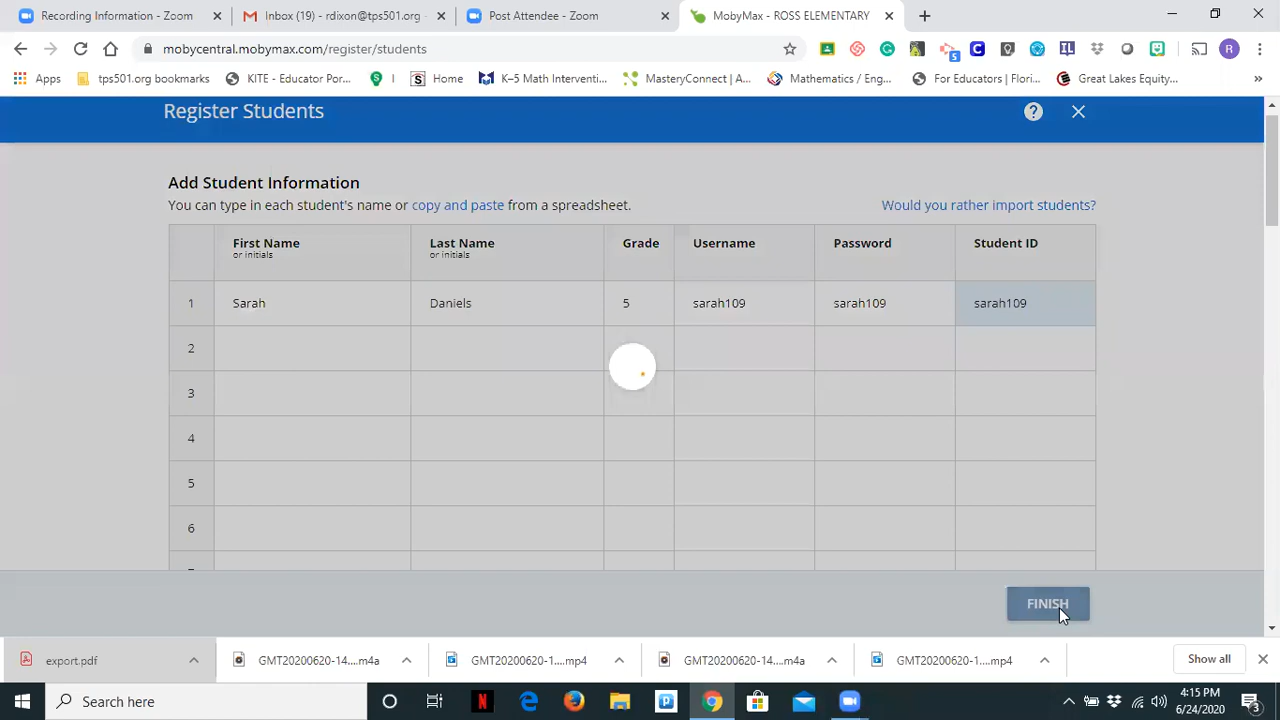 Recording Information - Zoom
Inbox (19) - rdixon@tps501.org
Post Attendee - Zoom
MobyMax - ROSS ELEMENTARY
mobycentral.mobymax.com/register/students
5
R
Apps
tps501.org bookmarks
KITE - Educator Por...
I
Home
K–5 Math Interventi...
MasteryConnect | A...
Mathematics / Eng...
For Educators | Flori...
Great Lakes Equity...
»
Register Students
?
Add Student Information
You can type in each student's name or copy and paste from a spreadsheet.
Would you rather import students?
First Name or initials
Last Name or initials
Grade
Username
Password
Student ID
1 Sarah Daniels 5 sarah109 sarah109 sarah109
2
3
4
5
6
FINISH
export.pdf
GMT20200620-14....m4a
GMT20200620-1....mp4
GMT20200620-14....m4a
GMT20200620-1....mp4
Show all
Search here
4:15 PM
6/24/2020
3